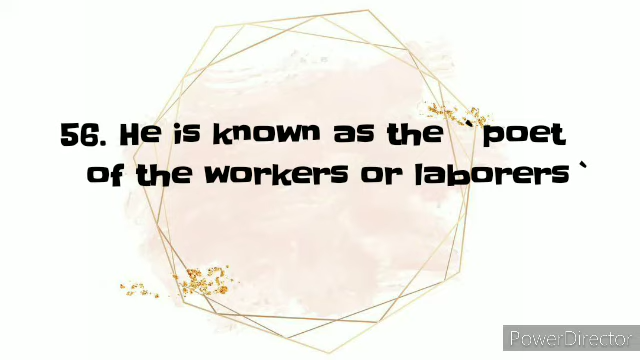 56. He is known as the `poet
of the workers or laborers`
PowerDirector